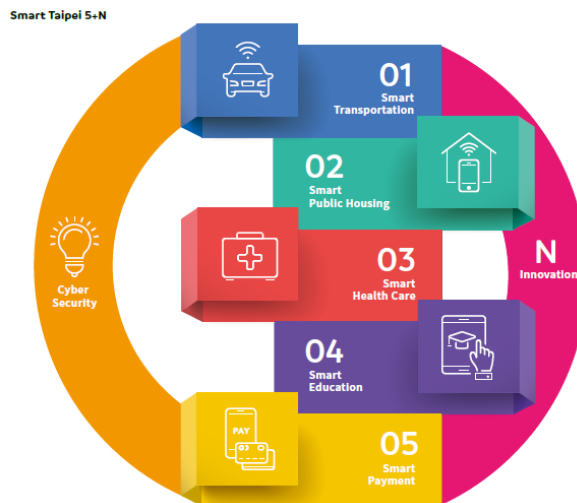 Smart Taipei 5+N
01
Smart
Transportation
02
Smart
Public Housing
03
Smart
Health Care
04
Smart
Education
PAY
05
Smart
Payment
Cyber
Security
N
Innovation